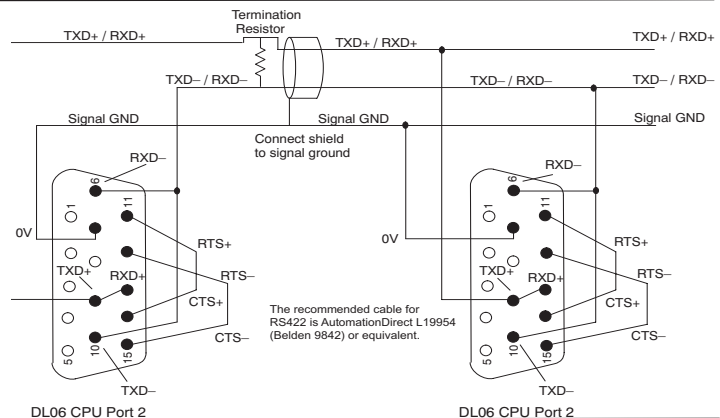 Termination
Resistor
TXD+ / RXD+
TXD+ / RXD+
TXD+ / RXD+
TXD– / RXD–
TXD– / RXD–
TXD– / RXD–
Signal GND
Signal GND
Signal GND
Connect shield
to signal ground
RXD–
6
1
11
0V
RTS+
TXD+
RXD+
RTS–
CTS+
CTS–
5
10
15
TXD–
DL06 CPU Port 2
The recommended cable for
RS422 is AutomationDirect L19954
(Belden 9842) or equivalent.
RXD–
6
1
11
0V
RTS+
TXD+
RXD+
RTS–
CTS+
CTS–
5
10
15
TXD–
DL06 CPU Port 2